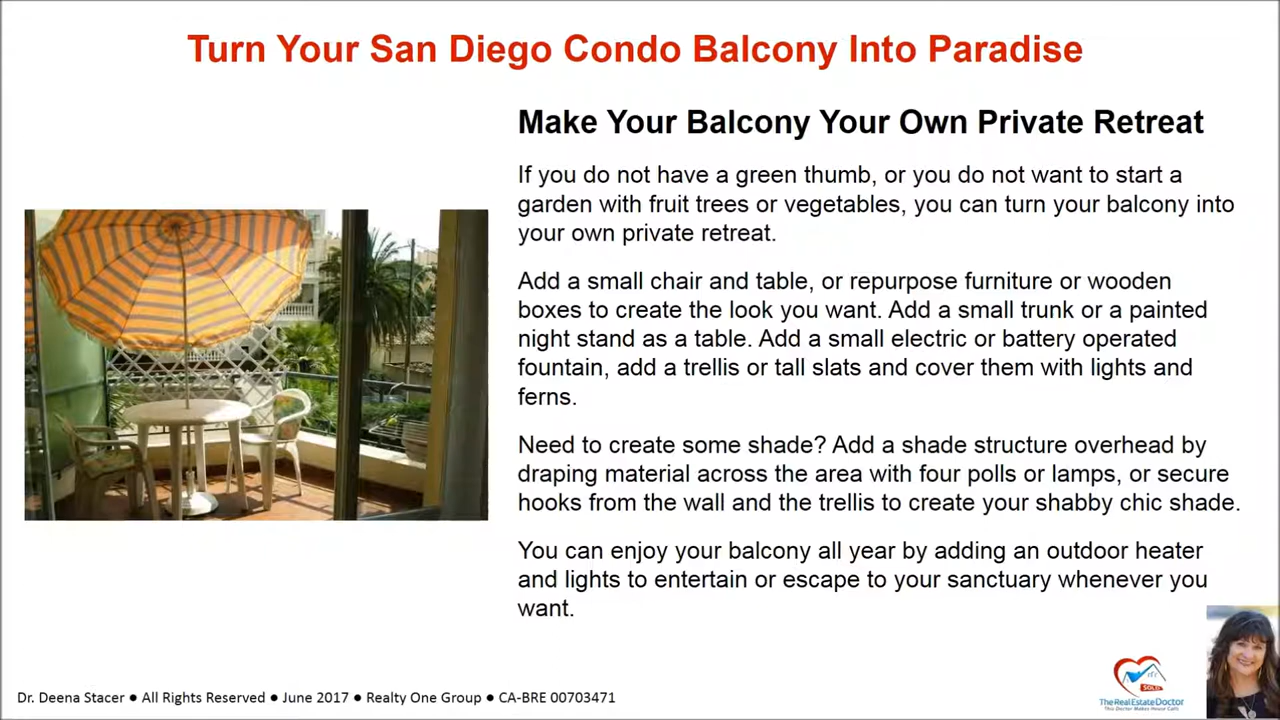 Turn Your San Diego Condo Balcony Into Paradise
Make Your Balcony Your Own Private Retreat
If you do not have a green thumb, or you do not want to start a
garden with fruit trees or vegetables, you can turn your balcony into
your own private retreat.
Add a small chair and table, or repurpose furniture or wooden
boxes to create the look you want. Add a small trunk or a painted
night stand as a table. Add a small electric or battery operated
fountain, add a trellis or tall slats and cover them with lights and
ferns.
Need to create some shade? Add a shade structure overhead by
draping material across the area with four polls or lamps, or secure
hooks from the wall and the trellis to create your shabby chic shade.
You can enjoy your balcony all year by adding an outdoor heater
and lights to entertain or escape to your sanctuary whenever you
want.
SOLD
The Real Estate Doctor
This Doctor Makes House Calls
Dr. Deena Stacer ● All Rights Reserved ● June 2017 ● Realty One Group ● CA-BRE 00703471